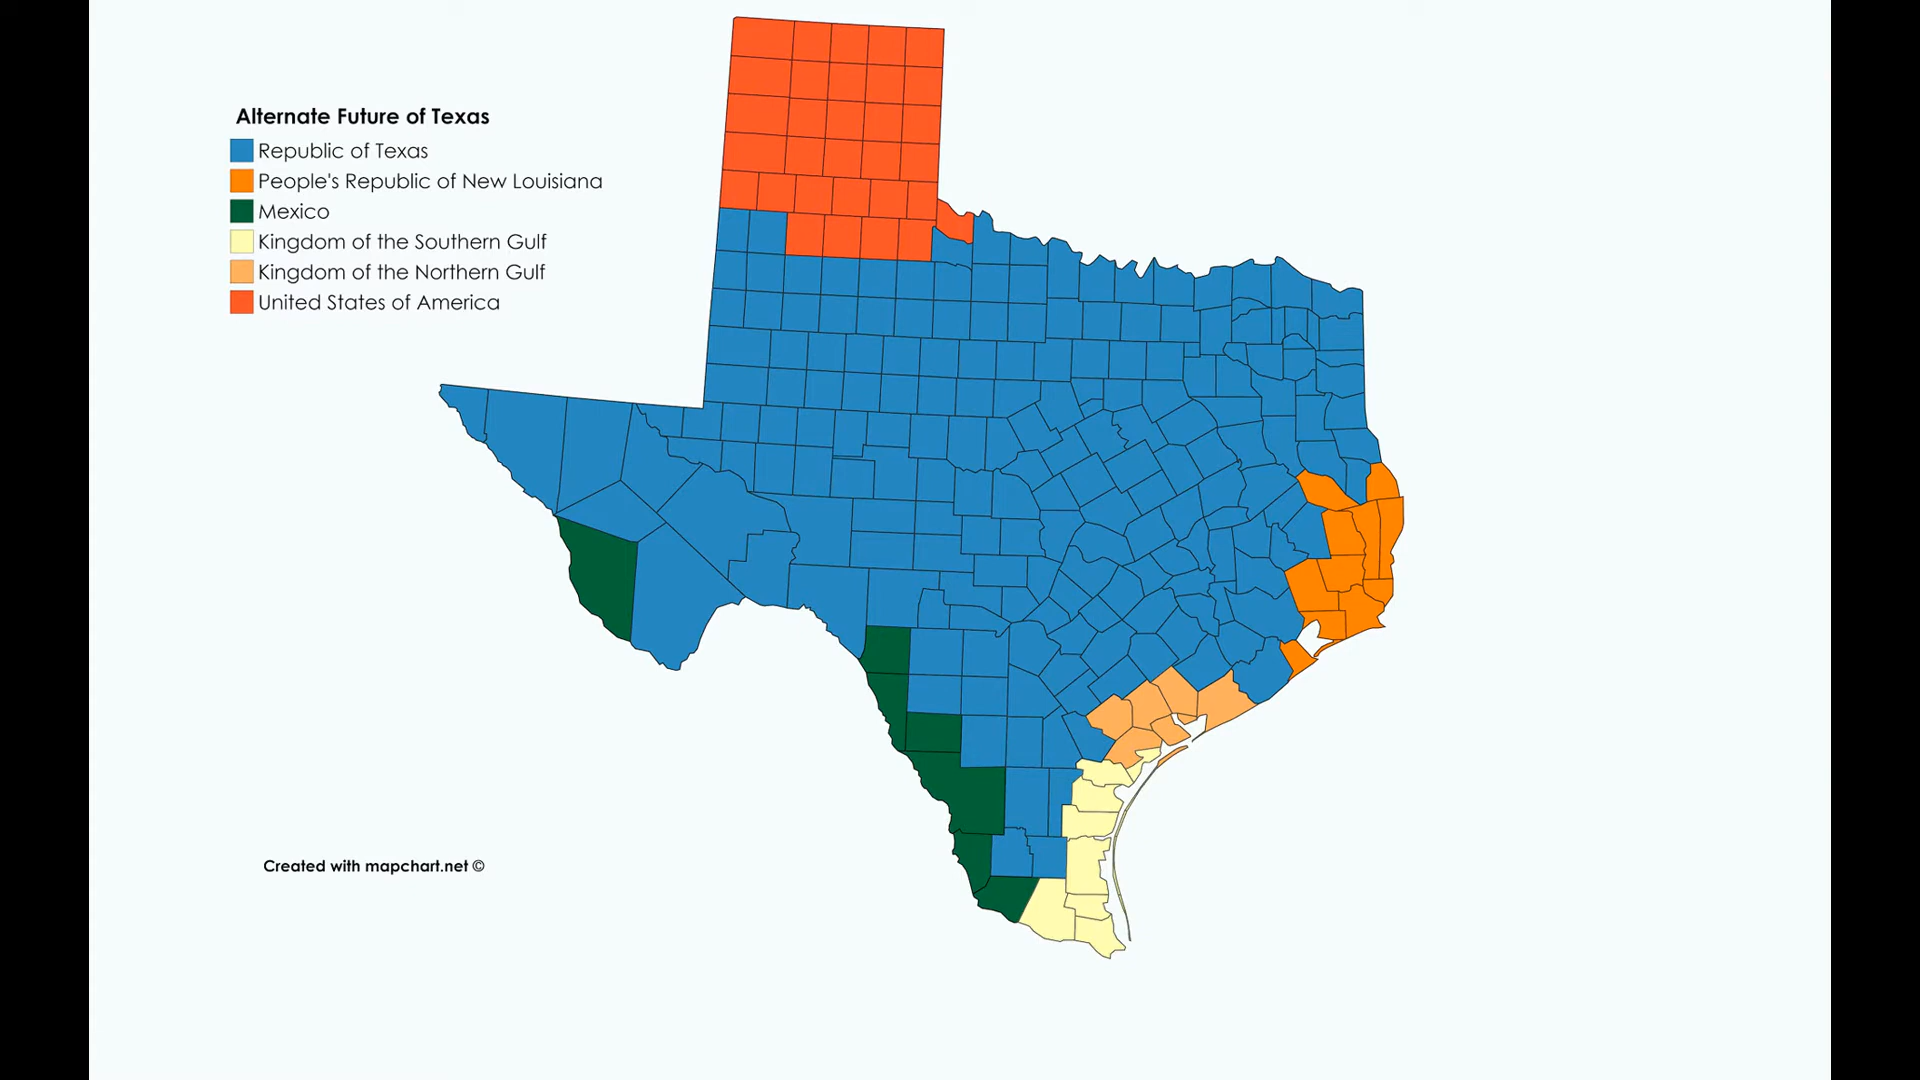 Alternate Future of Texas
Republic of Texas
People's Republic of New Louisiana
Mexico
Kingdom of the Southern Gulf
Kingdom of the Northern Gulf
United States of America
Created with mapchart.net ©